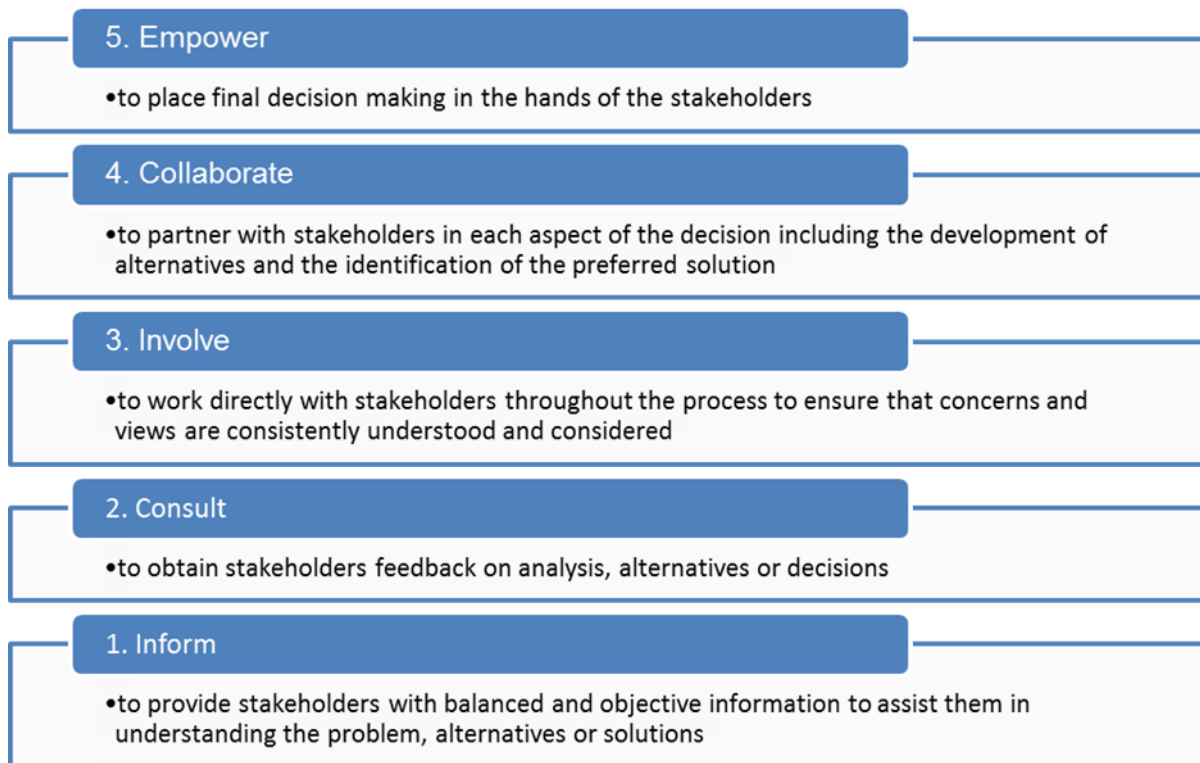 5. Empower
•to place final decision making in the hands of the stakeholders
4. Collaborate
•to partner with stakeholders in each aspect of the decision including the development of
alternatives and the identification of the preferred solution
3. Involve
•to work directly with stakeholders throughout the process to ensure that concerns and
views are consistently understood and considered
2. Consult
•to obtain stakeholders feedback on analysis, alternatives or decisions
1. Inform
•to provide stakeholders with balanced and objective information to assist them in
understanding the problem, alternatives or solutions